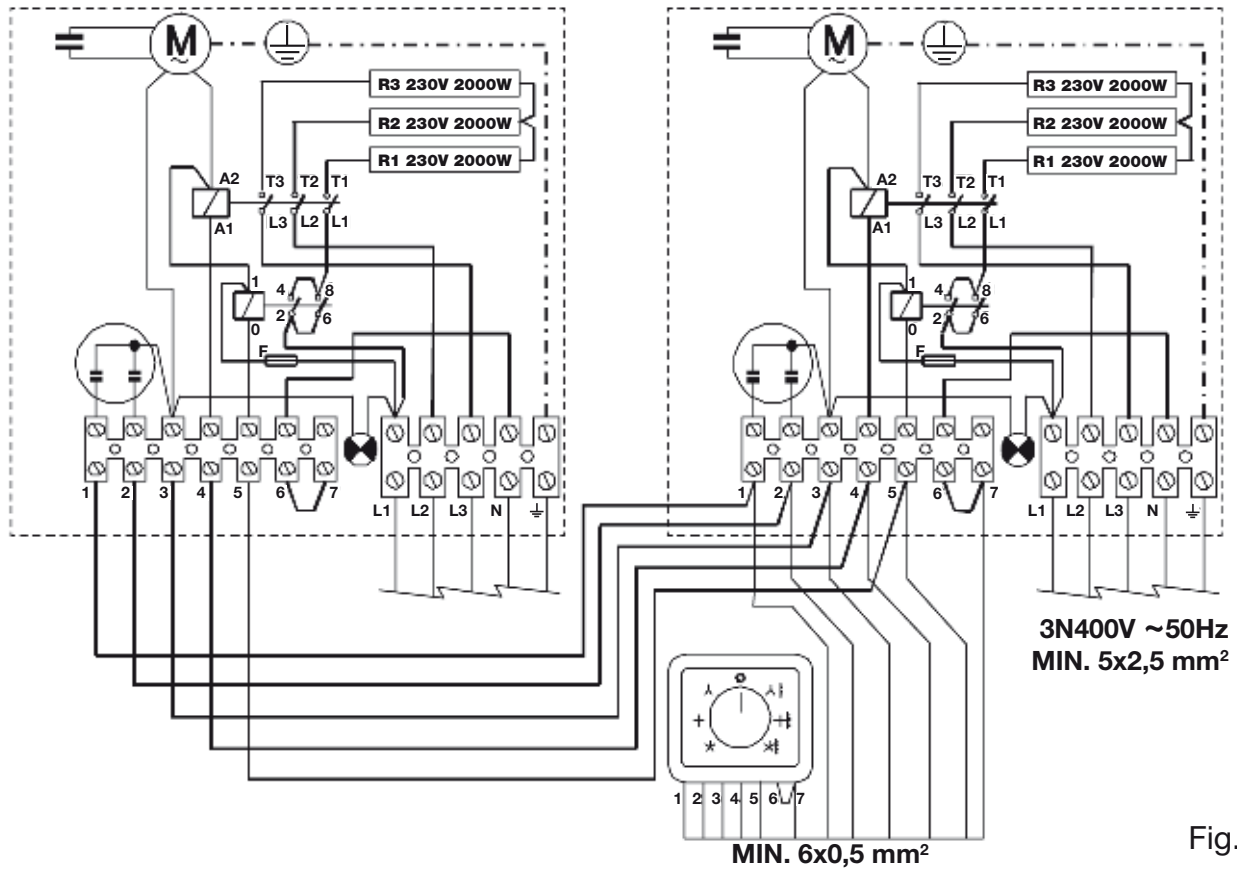 M ~
M ~
R3 230V 2000W
R2 230V 2000W
R1 230V 2000W
R3 230V 2000W
R2 230V 2000W
R1 230V 2000W
A2 T3 T2 T1
A1 L3 L2 L1
A2 T3 T2 T1
A1 L3 L2 L1
1 4 8
0 2 6
1 4 8
0 2 6
F
F
1 2 3 4 5 6 7 L1 L2 L3 N
1 2 3 4 5 6 7 L1 L2 L3 N
3N400V ~50Hz
MIN. 5x2,5 mm²
1 2 3 4 5 6 7
MIN. 6x0,5 mm²
Fig.